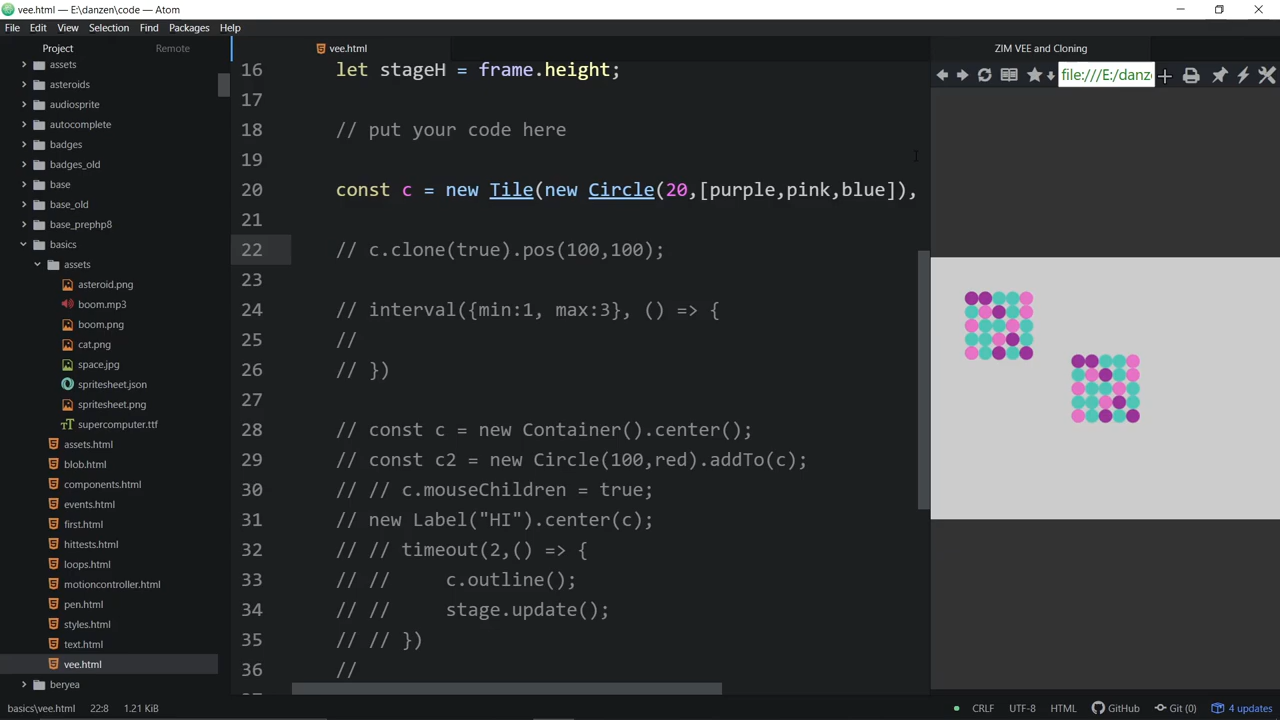 vee.html — E:\danzen\code — Atom
File Edit View Selection Find Packages Help
Project Remote
assets
asteroids
audiosprite
autocomplete
badges
badges_old
base
base_old
base_prephp8
basics
assets
asteroid.png
boom.mp3
boom.png
cat.png
space.jpg
spritesheet.json
spritesheet.png
supercomputer.ttf
assets.html
blob.html
components.html
events.html
first.html
hittests.html
loops.html
motioncontroller.html
pen.html
styles.html
text.html
vee.html
beryea
vee.html
16 let stageH = frame.height;
17
18 // put your code here
19
20 const c = new Tile(new Circle(20,[purple,pink,blue]),
21
22 // c.clone(true).pos(100,100);
23
24 // interval({min:1, max:3}, () => {
25 //
26 // })
27
28 // const c = new Container().center();
29 // const c2 = new Circle(100,red).addTo(c);
30 // // c.mouseChildren = true;
31 // new Label("HI").center(c);
32 // // timeout(2,() => {
33 // // c.outline();
34 // // stage.update();
35 // // })
36 //
ZIM VEE and Cloning
file:///E:/danz
basics\vee.html 22:8 1.21 KiB
CRLF UTF-8 HTML GitHub Git (0) 4 updates